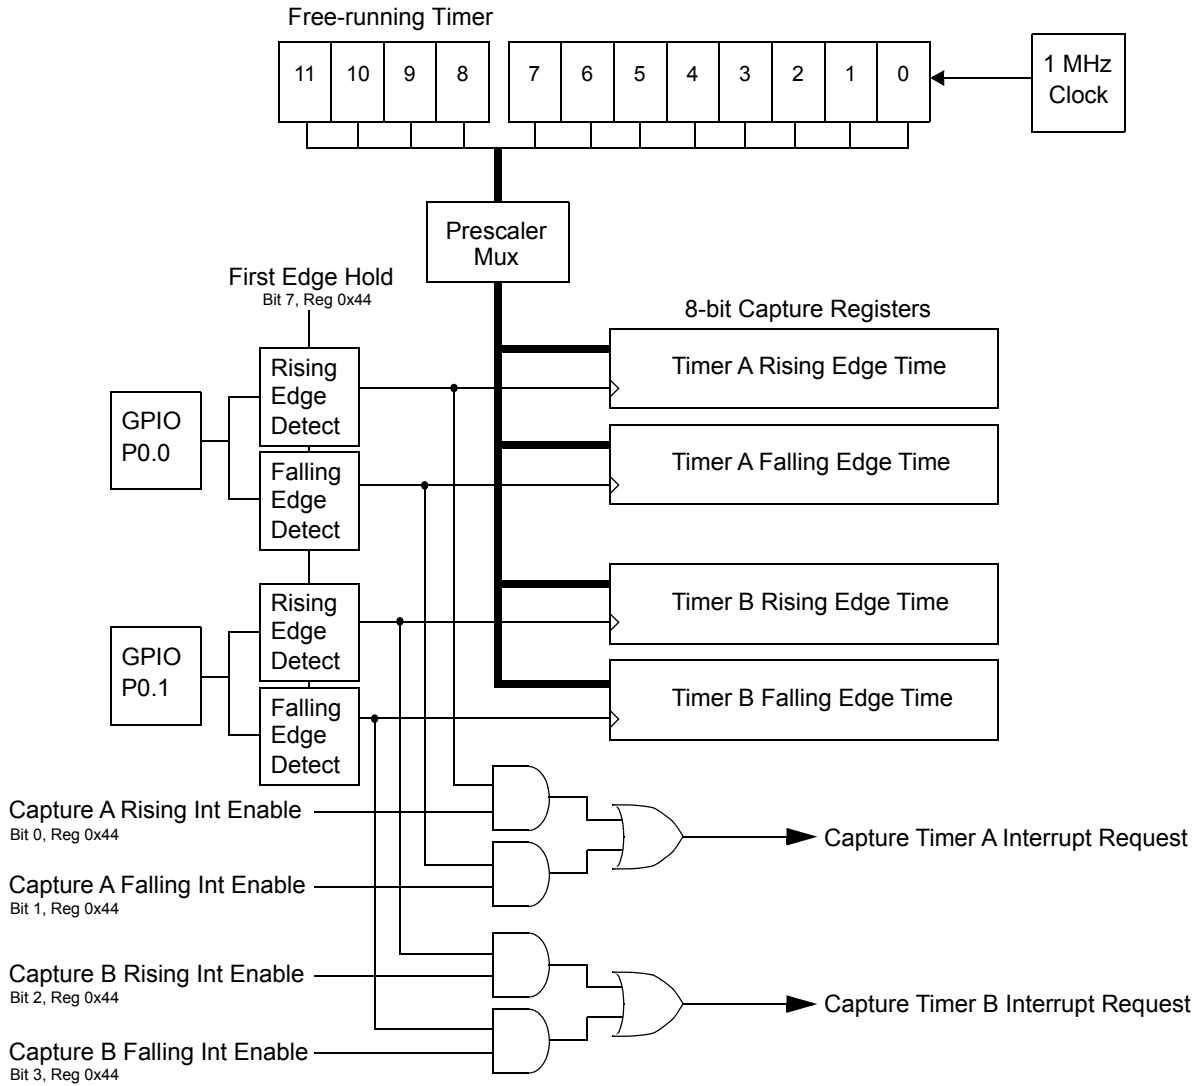 Free-running Timer
11 10 9 8 7 6 5 4 3 2 1 0
1 MHz
Clock
Prescaler
Mux
First Edge Hold
Bit 7, Reg 0x44
8-bit Capture Registers
GPIO
P0.0
Rising
Edge
Detect
Timer A Rising Edge Time
Falling
Edge
Detect
Timer A Falling Edge Time
GPIO
P0.1
Rising
Edge
Detect
Timer B Rising Edge Time
Falling
Edge
Detect
Timer B Falling Edge Time
Capture A Rising Int Enable
Bit 0, Reg 0x44
Capture Timer A Interrupt Request
Capture A Falling Int Enable
Bit 1, Reg 0x44
Capture B Rising Int Enable
Bit 2, Reg 0x44
Capture Timer B Interrupt Request
Capture B Falling Int Enable
Bit 3, Reg 0x44